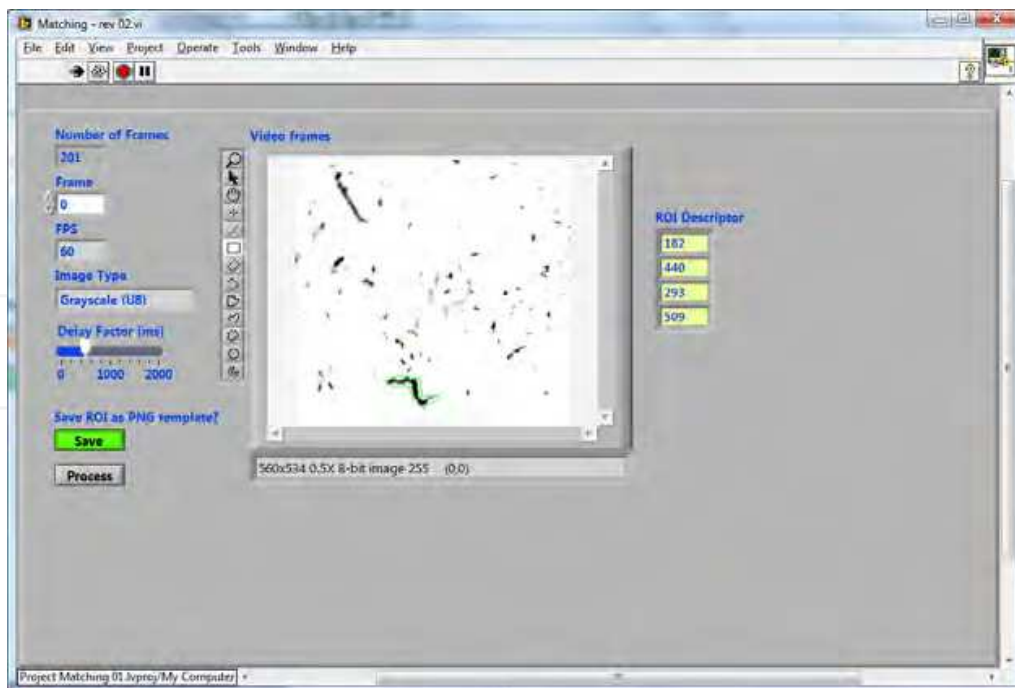 Matching - rev 02.vi
File Edit View Project Operate Tools Window Help
Number of Frames
201
Frame
0
FPS
60
Image Type
Grayscale (U8)
Delay Factor (ms)
0 1000 2000
Save ROI as PNG template?
Save
Process
Video frames
560x534 0.5X 8-bit image 255 (0,0)
ROI Descriptor
182
440
293
509
Project Matching 01.lvproj/My Computer